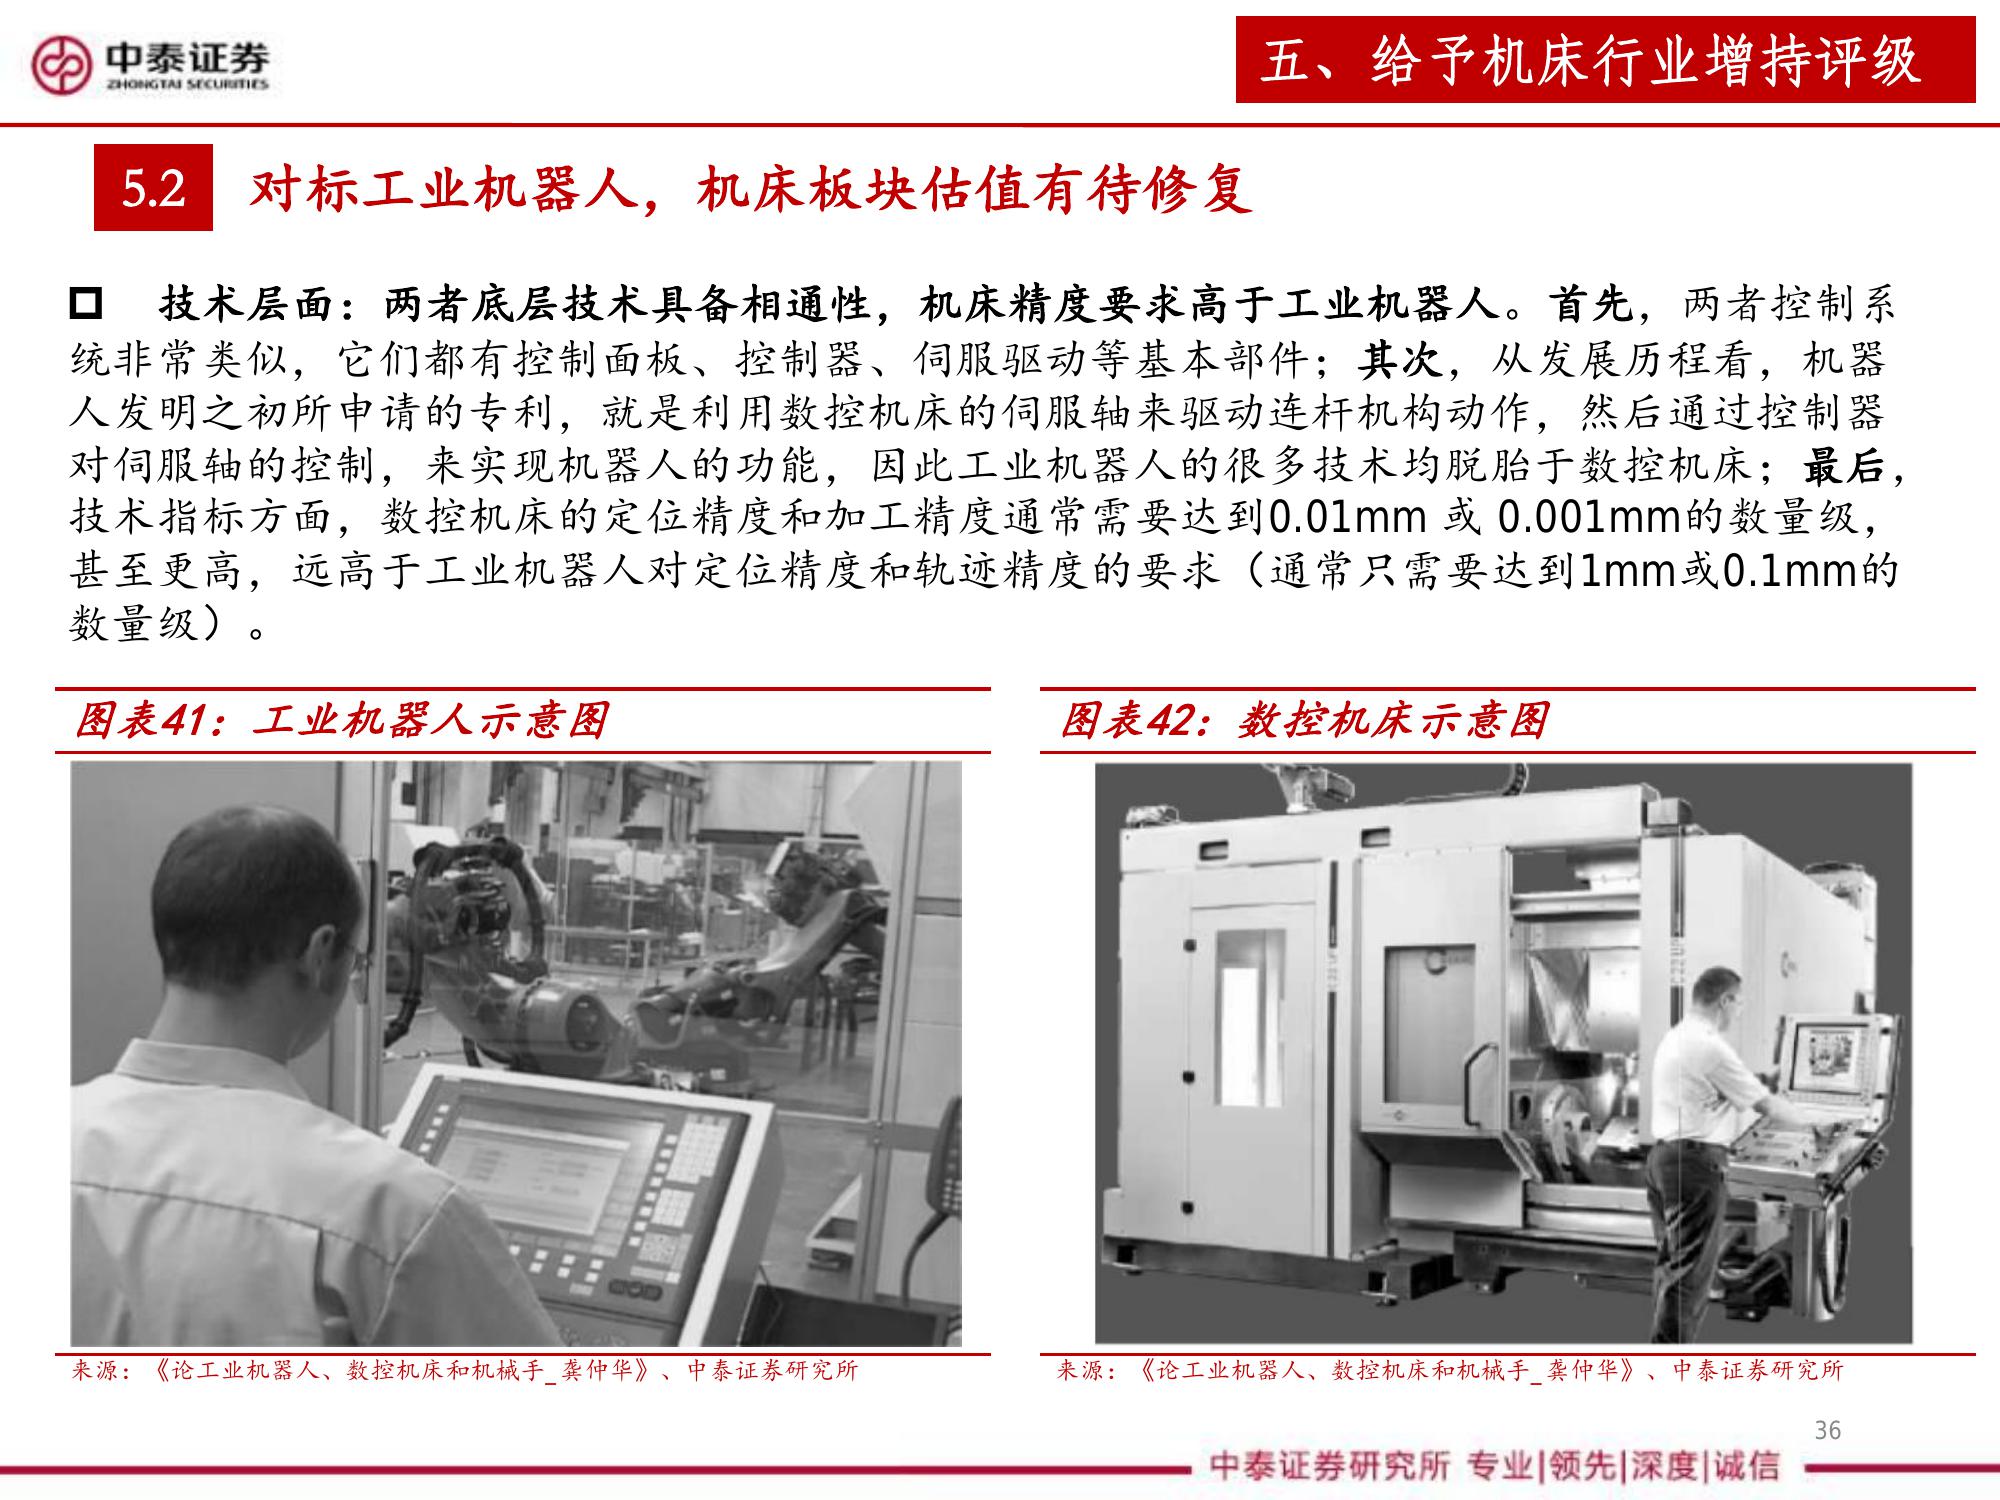 中泰证券
ZHONGTAI SECURITIES
五、给予机床行业增持评级
5.2 对标工业机器人，机床板块估值有待修复
技术层面：两者底层技术具备相通性，机床精度要求高于工业机器人。首先，两者控制系
统非常类似，它们都有控制面板、控制器、伺服驱动等基本部件；其次，从发展历程看，机器
人发明之初所申请的专利，就是利用数控机床的伺服轴来驱动连杆机构动作，然后通过控制器
对伺服轴的控制，来实现机器人的功能，因此工业机器人的很多技术均脱胎于数控机床；最后，
技术指标方面，数控机床的定位精度和加工精度通常需要达到0.01mm 或 0.001mm的数量级，
甚至更高，远高于工业机器人对定位精度和轨迹精度的要求（通常只需要达到1mm或0.1mm的
数量级）。
图表41：工业机器人示意图
图表42：数控机床示意图
来源：《论工业机器人、数控机床和机械手_龚仲华》、中泰证券研究所
来源：《论工业机器人、数控机床和机械手_龚仲华》、中泰证券研究所
36
中泰证券研究所 专业|领先|深度|诚信